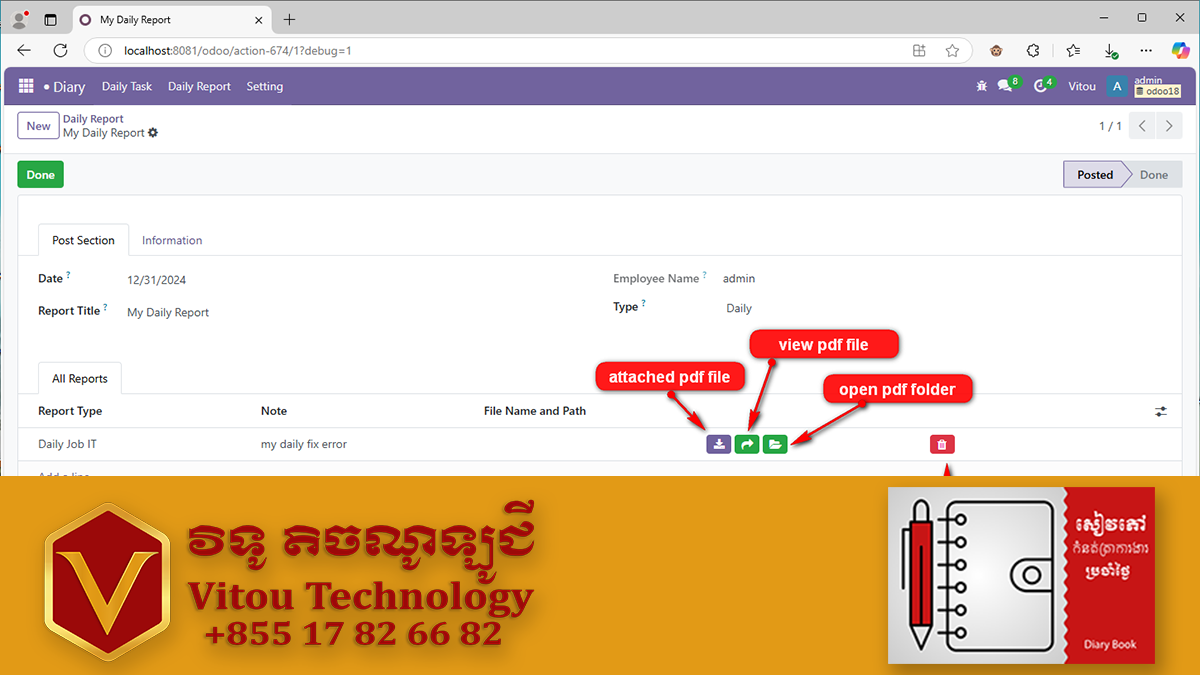 My Daily Report
localhost:8081/odoo/action-674/1?debug=1
Diary Daily Task Daily Report Setting
8 4 Vitou A admin
odoo18
New Daily Report
My Daily Report
1 / 1
Done
Posted Done
Post Section Information
Date ? 12/31/2024
Employee Name ? admin
Report Title ? My Daily Report
Type ? Daily
view pdf file
attached pdf file
open pdf folder
All Reports
Report Type Note File Name and Path
Daily Job IT my daily fix error
Add a line
វិទូ តិចណូឡូជី
Vitou Technology
+855 17 82 66 82
សៀវភៅ
កំនត់ត្រាការងារ
ប្រចាំថ្ងៃ
Diary Book